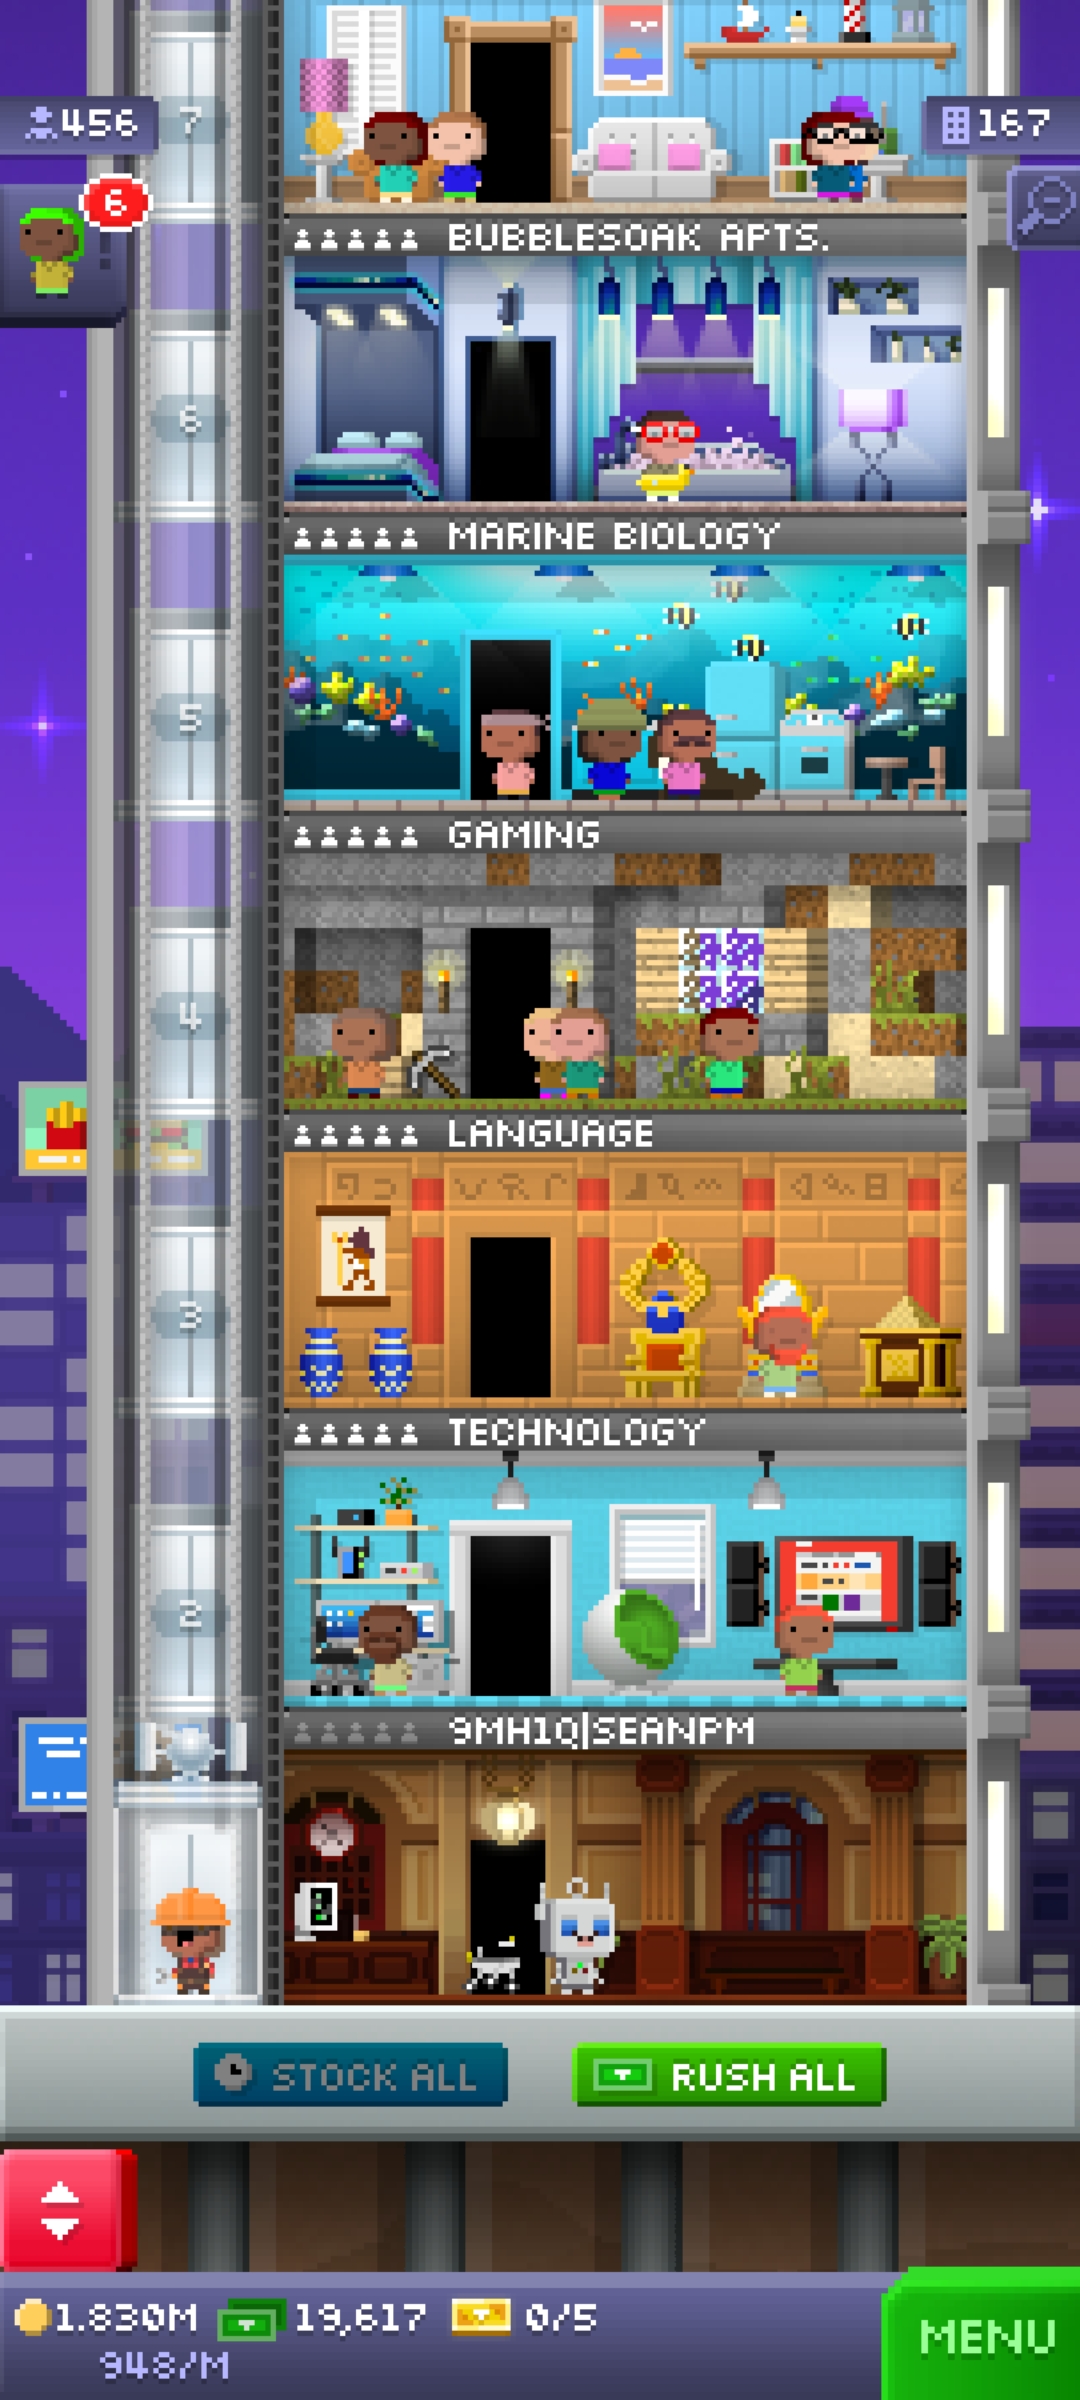 7
456
167
6
BUBBLESOAK APTS.
6
MARINE BIOLOGY
5
GAMING
4
LANGUAGE
3
TECHNOLOGY
2
9MH1Q|SEANPM
STOCK ALL
RUSH ALL
1.830M
19,617
0/5
948/M
MENU